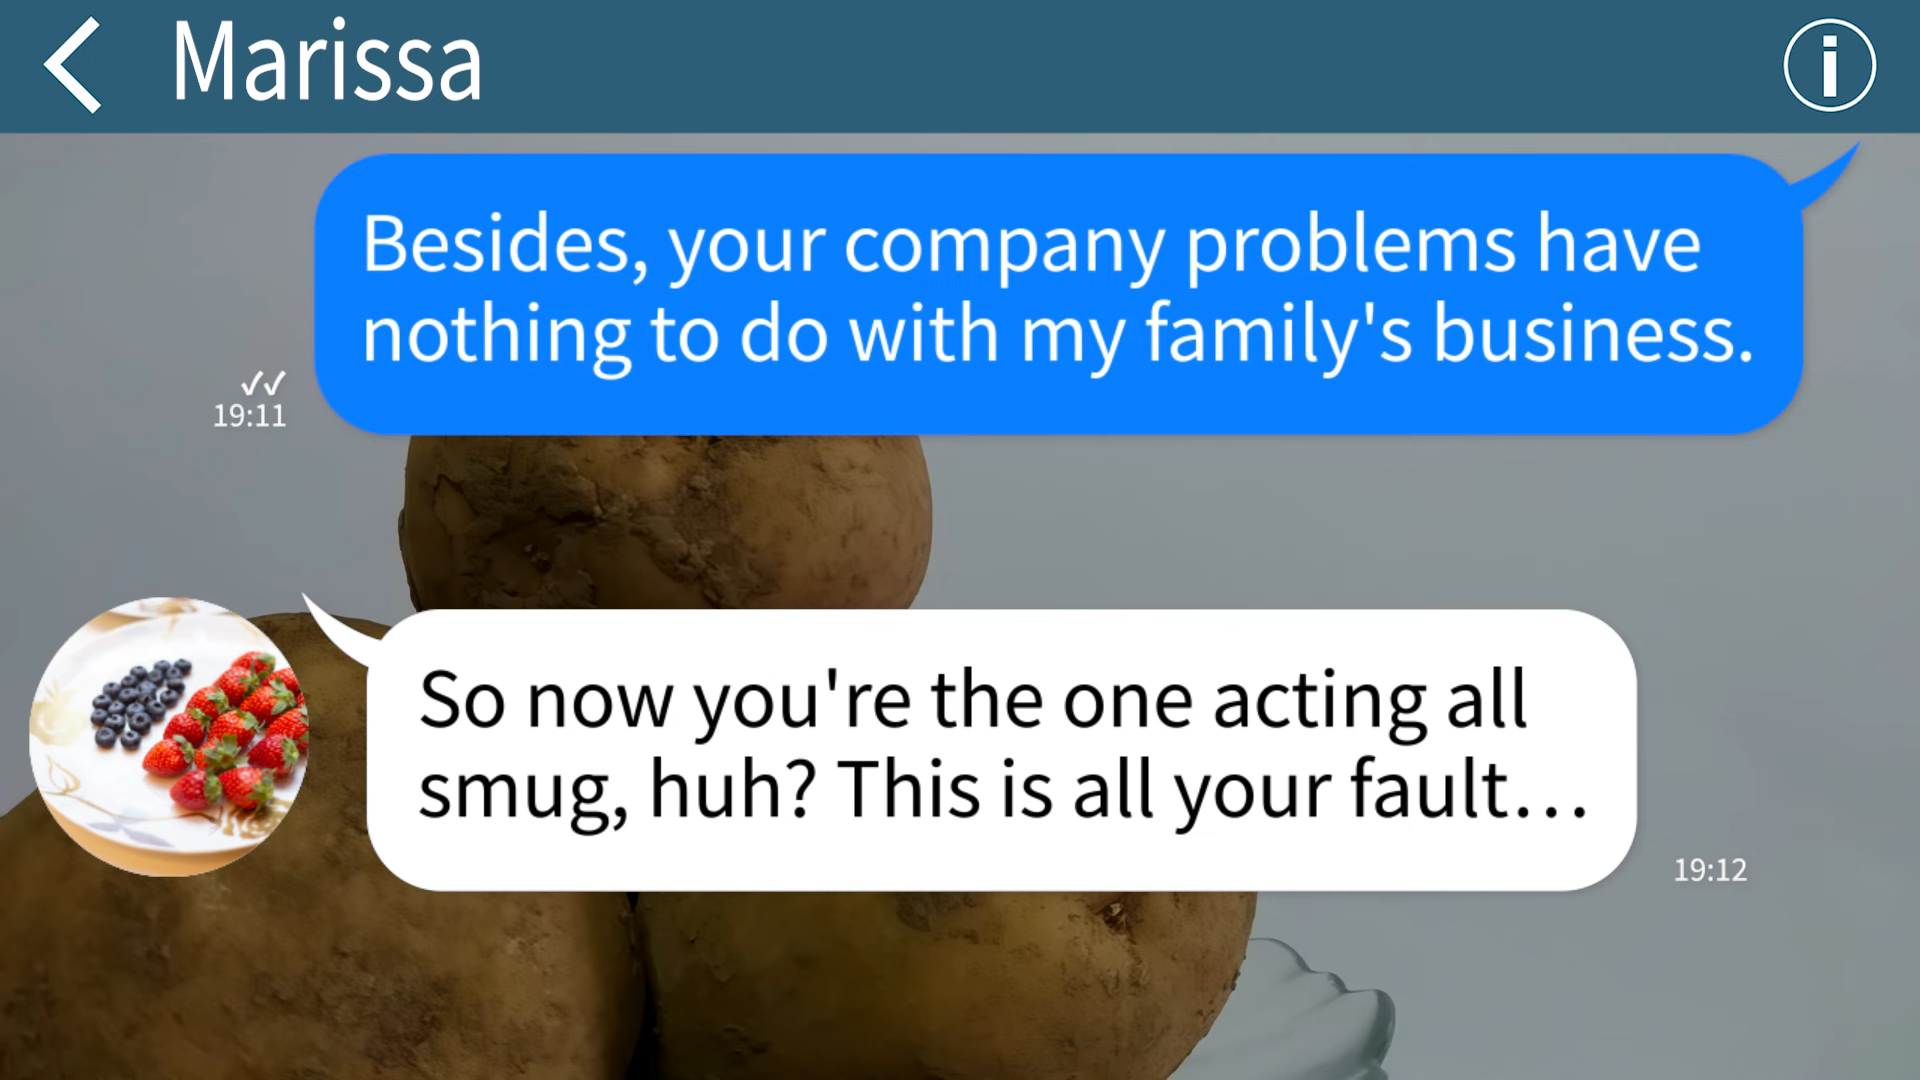 Marissa
Besides, your company problems have
nothing to do with my family's business.
✓✓
19:11
So now you're the one acting all
smug, huh? This is all your fault…
19:12